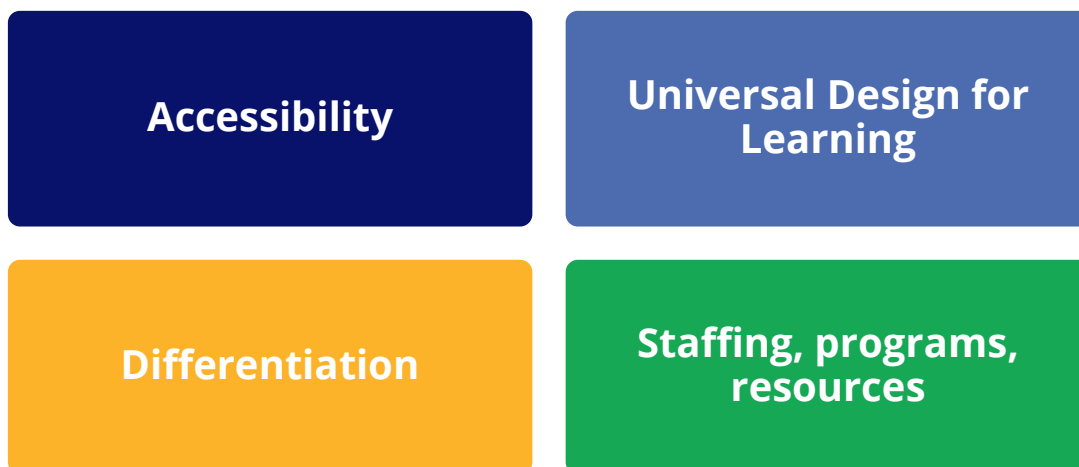 Accessibility
Universal Design for
Learning
Differentiation
Staffing, programs,
resources